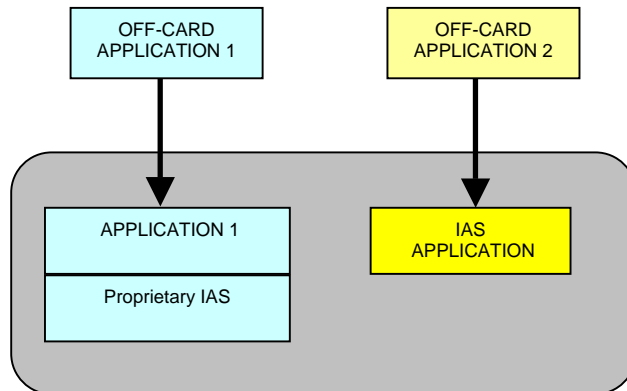 OFF-CARD
APPLICATION 1
OFF-CARD
APPLICATION 2
APPLICATION 1
Proprietary IAS
IAS
APPLICATION